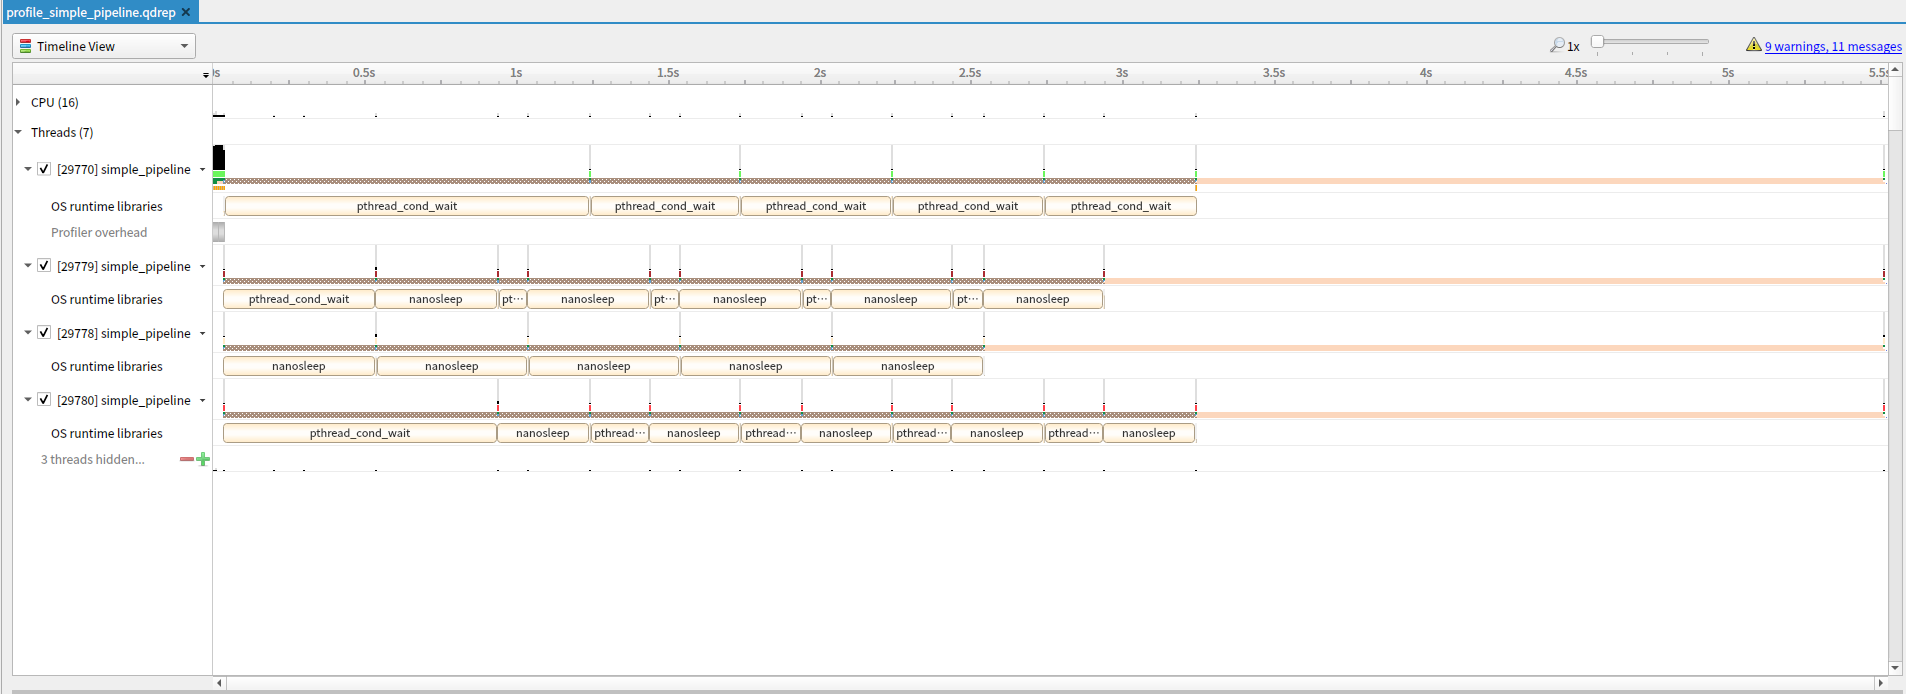 profile_simple_pipeline.qdrep ×
Timeline View
1x
9 warnings, 11 messages
0s 0.5s 1s 1.5s 2s 2.5s 3s 3.5s 4s 4.5s 5s 5.5s
CPU (16)
Threads (7)
[29770] simple_pipeline
OS runtime libraries pthread_cond_wait pthread_cond_wait pthread_cond_wait pthread_cond_wait pthread_cond_wait
Profiler overhead
[29779] simple_pipeline
OS runtime libraries pthread_cond_wait nanosleep pt··· nanosleep pt··· nanosleep pt··· nanosleep pt··· nanosleep
[29778] simple_pipeline
OS runtime libraries nanosleep nanosleep nanosleep nanosleep nanosleep
[29780] simple_pipeline
OS runtime libraries pthread_cond_wait nanosleep pthread··· nanosleep pthread··· nanosleep pthread··· nanosleep pthread··· nanosleep
3 threads hidden...